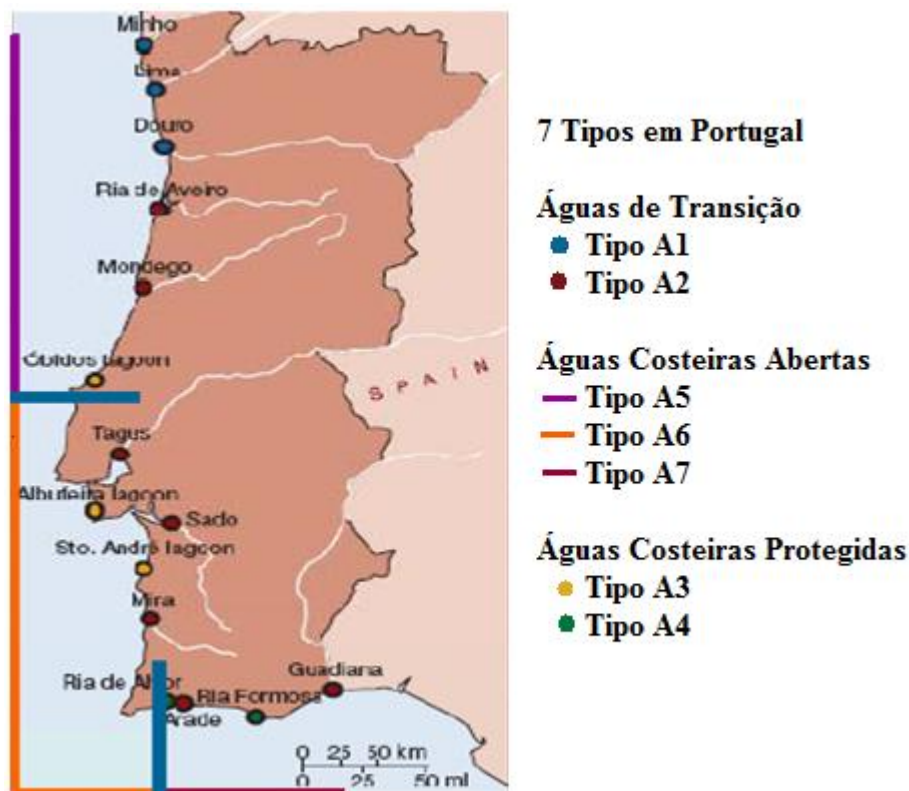 Minho
Lima
Douro
Ria de Aveiro
Mondego
Óbidos lagoon
SPAIN
Tagus
Albufeira lagoon
Sado
Sto. André lagoon
Mira
Guadiana
Ria de Alvor
Ria Formosa
Arade
0 25 50 km
0 25 50 ml
7 Tipos em Portugal
Águas de Transição
Tipo A1
Tipo A2
Águas Costeiras Abertas
Tipo A5
Tipo A6
Tipo A7
Águas Costeiras Protegidas
Tipo A3
Tipo A4